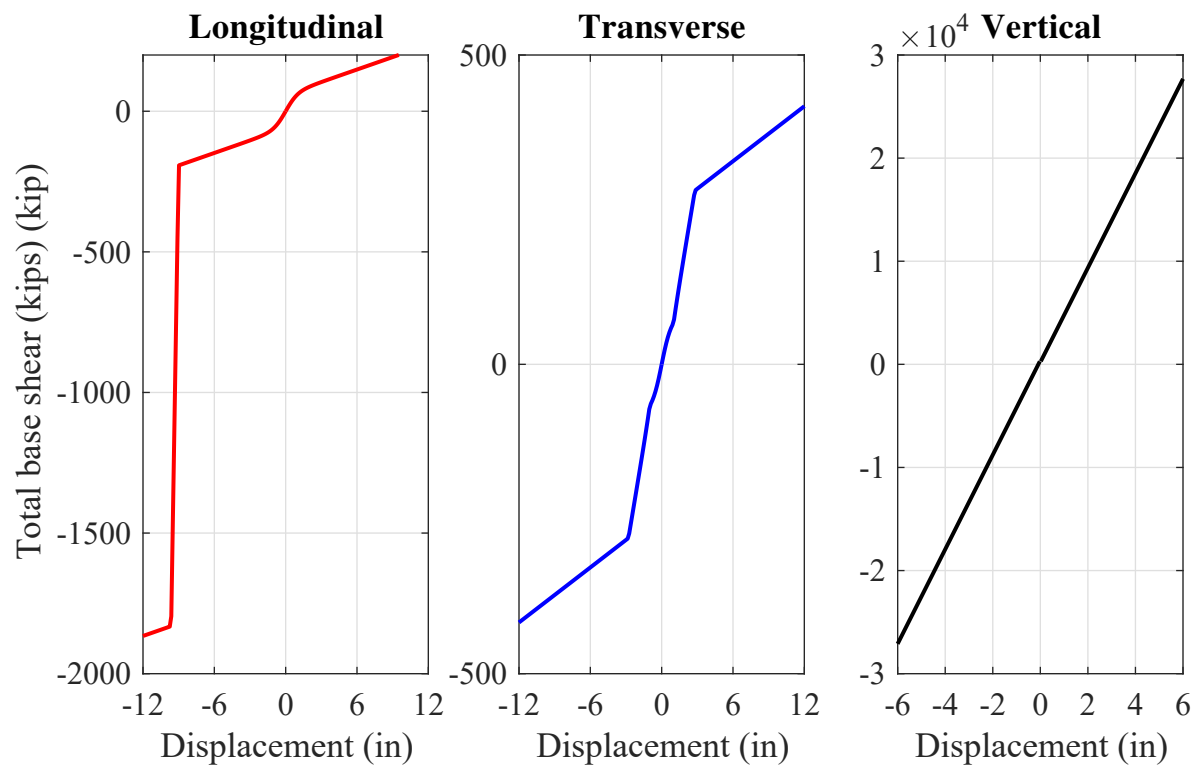 Longitudinal
0
-500
-1000
-1500
-2000
-12 -6 0 6 12
Displacement (in)
Total base shear (kips) (kip)
Transverse
500
0
-500
-12 -6 0 6 12
Displacement (in)
×10⁴ Vertical
3
2
1
0
-1
-2
-3
-6 -4 -2 0 2 4 6
Displacement (in)